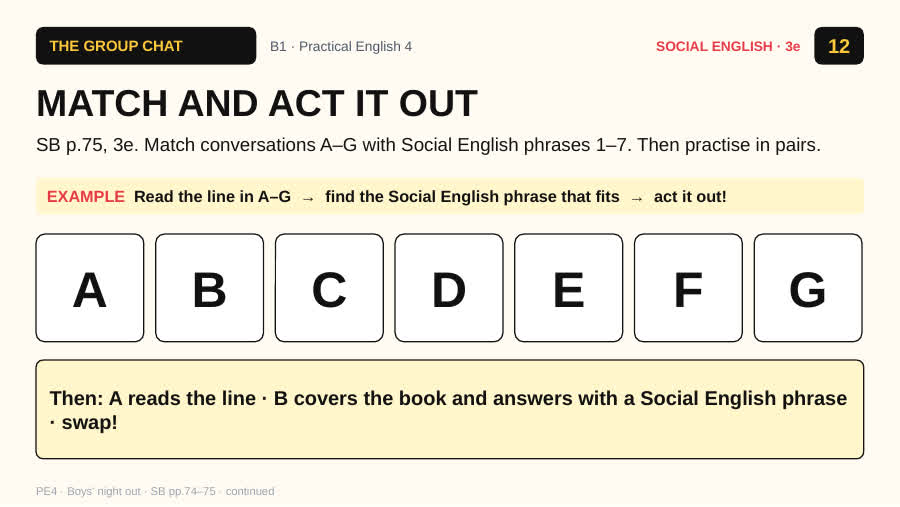 THE GROUP CHAT B1 · Practical English 4 SOCIAL ENGLISH · 3e 12
MATCH AND ACT IT OUT
SB p.75, 3e. Match conversations A–G with Social English phrases 1–7. Then practise in pairs.
EXAMPLE Read the line in A–G → find the Social English phrase that fits → act it out!
A B C D E F G
Then: A reads the line · B covers the book and answers with a Social English phrase
· swap!
PE4 · Boys' night out · SB pp.74–75 · continued